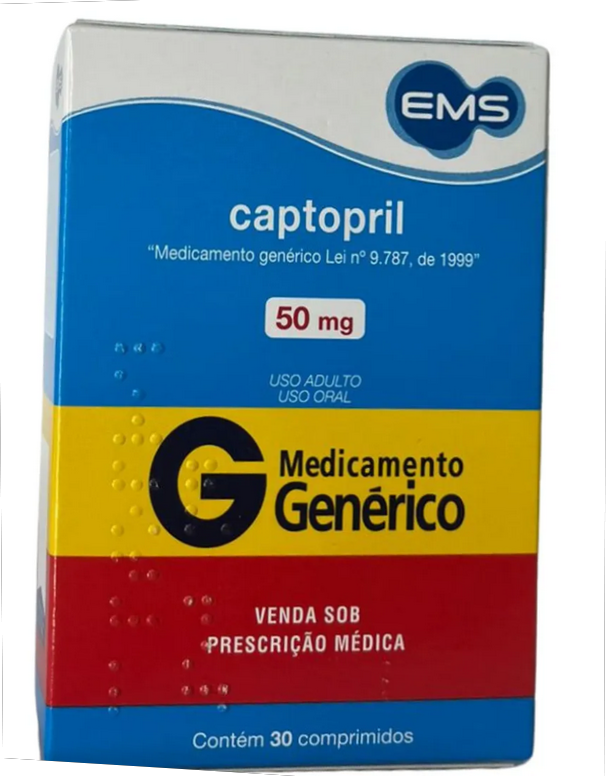 EMS
captopril
“Medicamento genérico Lei nº 9.787, de 1999”
50 mg
USO ADULTO
USO ORAL
G
Medicamento
Genérico
VENDA SOB
PRESCRIÇÃO MÉDICA
Contém 30 comprimidos